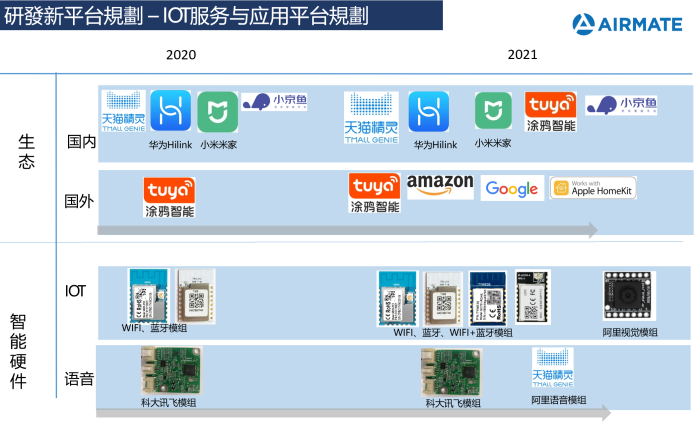 研發新平台規劃 – IOT服务与应用平台規劃
AIRMATE
2020
2021
生态
国内
天猫精灵
TMALL GENIE
华为Hilink
小米米家
小京鱼
天猫精灵
TMALL GENIE
华为Hilink
小米米家
tuya
涂鸦智能
小京鱼
国外
tuya
涂鸦智能
tuya
涂鸦智能
amazon
Google
Works with
Apple HomeKit
智能硬件
IOT
WIFI、蓝牙模组
WIFI、蓝牙、WIFI+蓝牙模组
阿里视觉模组
语音
科大讯飞模组
科大讯飞模组
天猫精灵
TMALL GENIE
阿里语音模组